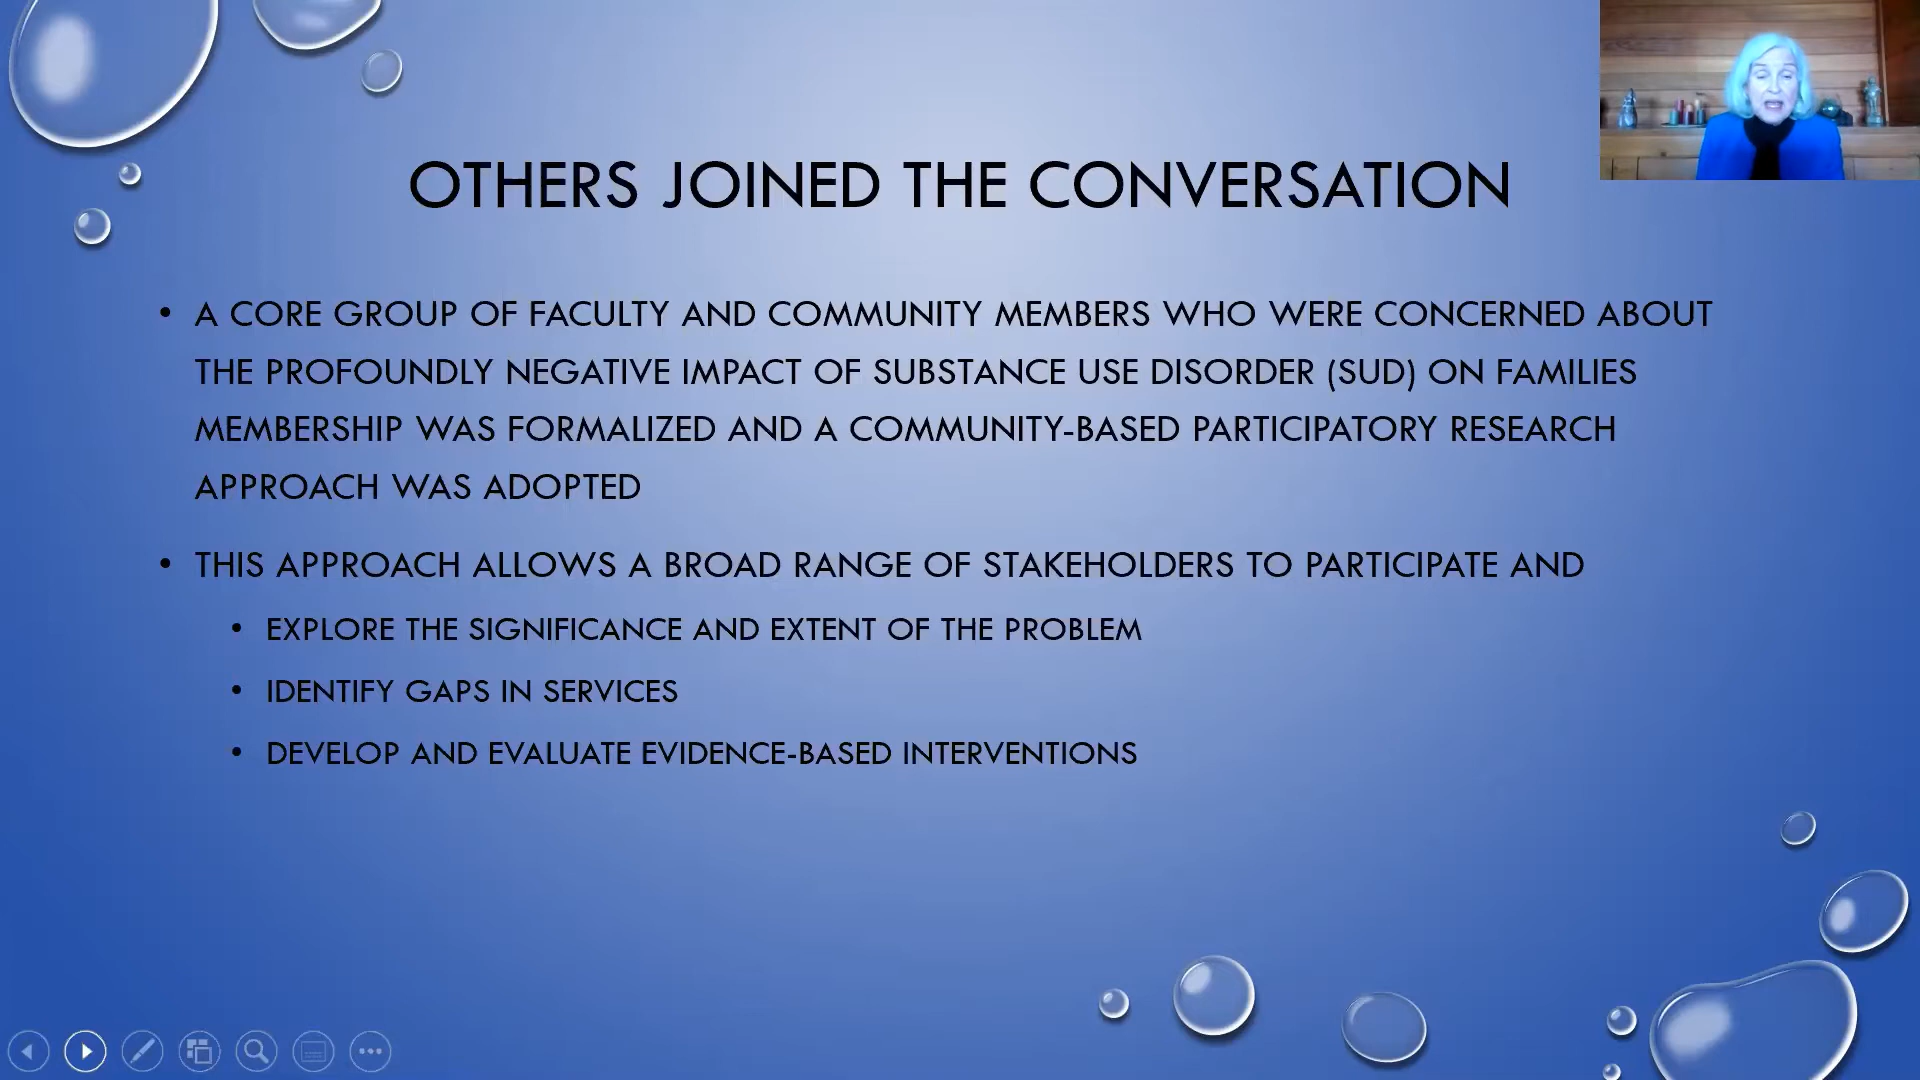 OTHERS JOINED THE CONVERSATION
• A CORE GROUP OF FACULTY AND COMMUNITY MEMBERS WHO WERE CONCERNED ABOUT
THE PROFOUNDLY NEGATIVE IMPACT OF SUBSTANCE USE DISORDER (SUD) ON FAMILIES
MEMBERSHIP WAS FORMALIZED AND A COMMUNITY-BASED PARTICIPATORY RESEARCH
APPROACH WAS ADOPTED
• THIS APPROACH ALLOWS A BROAD RANGE OF STAKEHOLDERS TO PARTICIPATE AND
• EXPLORE THE SIGNIFICANCE AND EXTENT OF THE PROBLEM
• IDENTIFY GAPS IN SERVICES
• DEVELOP AND EVALUATE EVIDENCE-BASED INTERVENTIONS